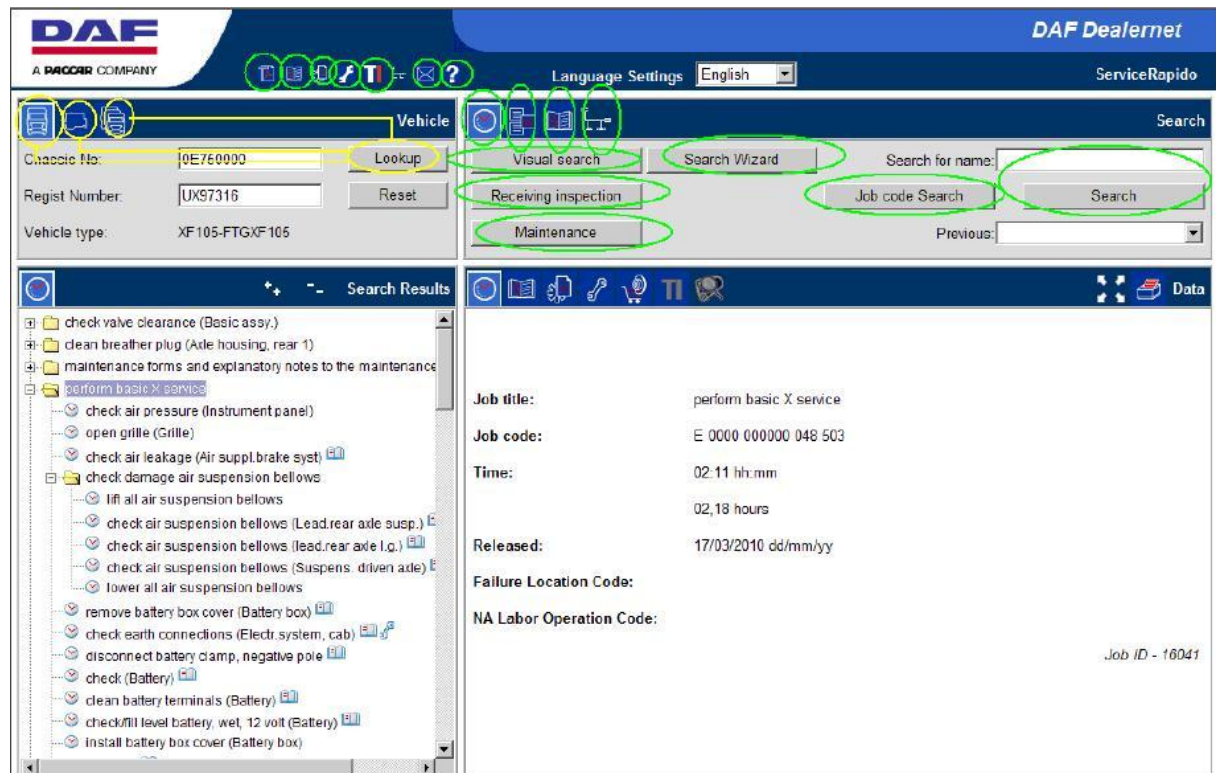 DAF
A PACCAR COMPANY
DAF Dealernet
TI
?
Language Settings English
ServiceRapido
Vehicle
Chassic No: 0E760000 Lookup
Regist Number: UX97316 Reset
Vehicle type: XF105-FTGXF105
Search
Visual search Search Wizard Search for name:
Receiving inspection Job code Search Search
Maintenance Previous:
+ + - - Search Results
check valve clearance (Basic assy.)
clean breather plug (Axle housing, rear 1)
maintenance forms and explanatory notes to the maintenance
perform basic X service
check air pressure (Instrument panel)
open grille (Grille)
check air leakage (Air suppl.brake syst)
check damage air suspension bellows
lift all air suspension bellows
check air suspension bellows (Lead.rear axle susp.)
check air suspension bellows (lead.rear axle l.g.)
check air suspension bellows (Suspens. driven axle)
lower all air suspension bellows
remove battery box cover (Battery box)
check earth connections (Electr.system, cab)
disconnect battery clamp, negative pole
check (Battery)
clean battery terminals (Battery)
check/fill level battery, wet, 12 volt (Battery)
install battery box cover (Battery box)
TI Data
Job title: perform basic X service
Job code: E 0000 000000 048 503
Time: 02:11 hh:mm
02,18 hours
Released: 17/03/2010 dd/mm/yy
Failure Location Code:
NA Labor Operation Code:
Job ID - 16041